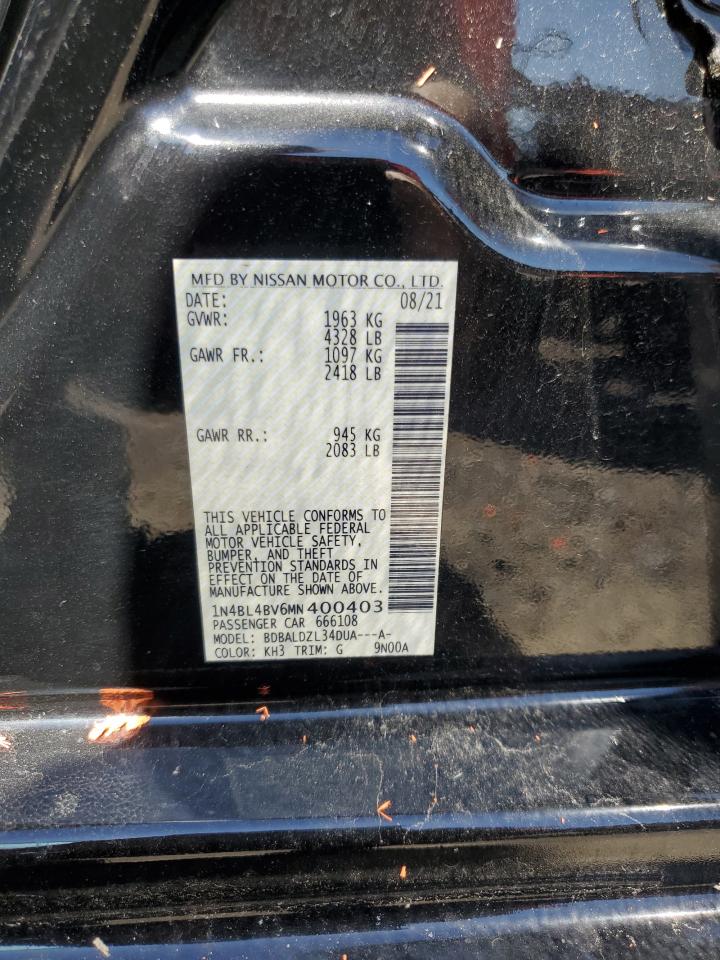 MFD BY NISSAN MOTOR CO., LTD.
DATE: 08/21
GVWR: 1963 KG
4328 LB
GAWR FR.: 1097 KG
2418 LB
GAWR RR.: 945 KG
2083 LB
THIS VEHICLE CONFORMS TO
ALL APPLICABLE FEDERAL
MOTOR VEHICLE SAFETY,
BUMPER, AND THEFT
PREVENTION STANDARDS IN
EFFECT ON THE DATE OF
MANUFACTURE SHOWN ABOVE.
1N4BL4BV6MN400403
PASSENGER CAR 666108
MODEL: BDBALDZL34DUA---A-
COLOR: KH3 TRIM: G 9N00A